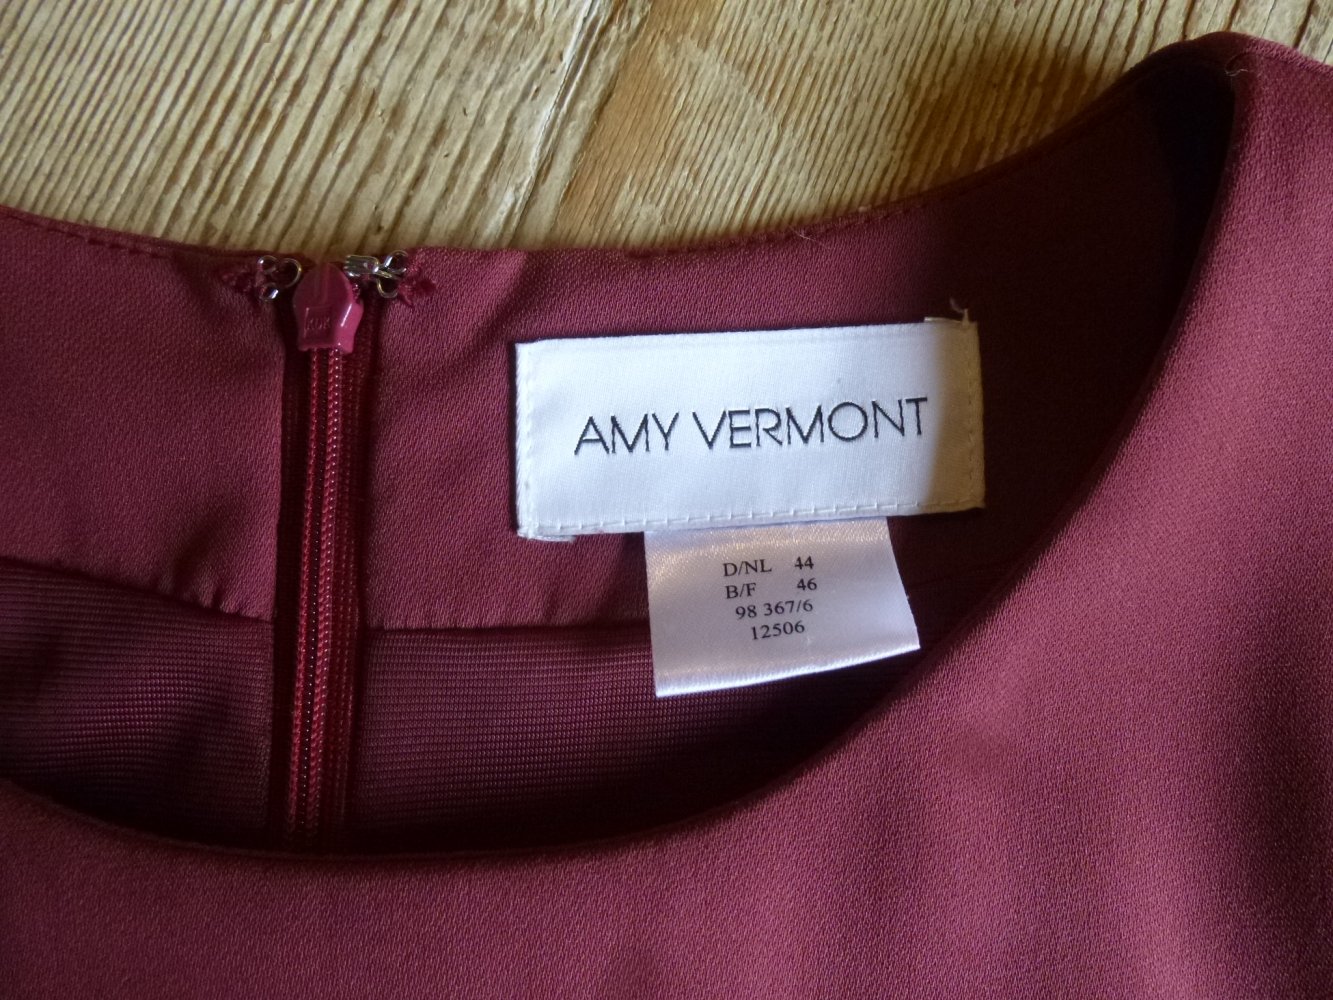 AMY VERMONT
D/NL 44
B/F 46
98 367/6
12506